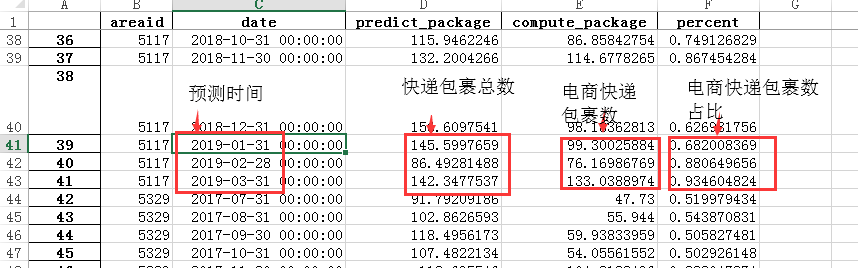 A B C D E F G
1 areaid date predict_package compute_package percent
38 36 5117 2018-10-31 00:00:00 115.9462246 86.85842754 0.749126829
39 37 5117 2018-11-30 00:00:00 132.2004266 114.6778265 0.867454284
38
预测时间 快递包裹总数 电商快递 电商快递包裹数
包裹数 占比
40 5117 2018-12-31 00:00:00
41 39 5117 2019-01-31 00:00:00 145.5997659 99.30025884 0.682008369
42 40 5117 2019-02-28 00:00:00 86.49281488 76.16986769 0.880649656
43 41 5117 2019-03-31 00:00:00 142.3477537 133.0388974 0.934604824
44 42 5329 2017-07-31 00:00:00 91.79209186 47.73 0.519979434
45 43 5329 2017-08-31 00:00:00 102.8626593 55.944 0.543870831
46 44 5329 2017-09-30 00:00:00 118.4956173 59.93833959 0.505827481
47 45 5329 2017-10-31 00:00:00 107.4822134 54.05561552 0.502926148